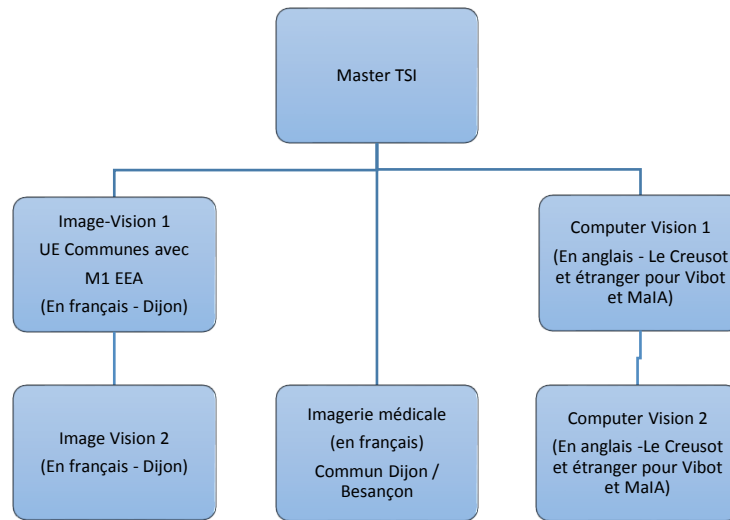 Master TSI
Image-Vision 1
UE Communes avec
M1 EEA
(En français - Dijon)
Computer Vision 1
(En anglais - Le Creusot
et étranger pour Vibot
et MaIA)
Image Vision 2
(En français - Dijon)
Imagerie médicale
(en français)
Commun Dijon /
Besançon
Computer Vision 2
(En anglais -Le Creusot
et étranger pour Vibot
et MaIA)